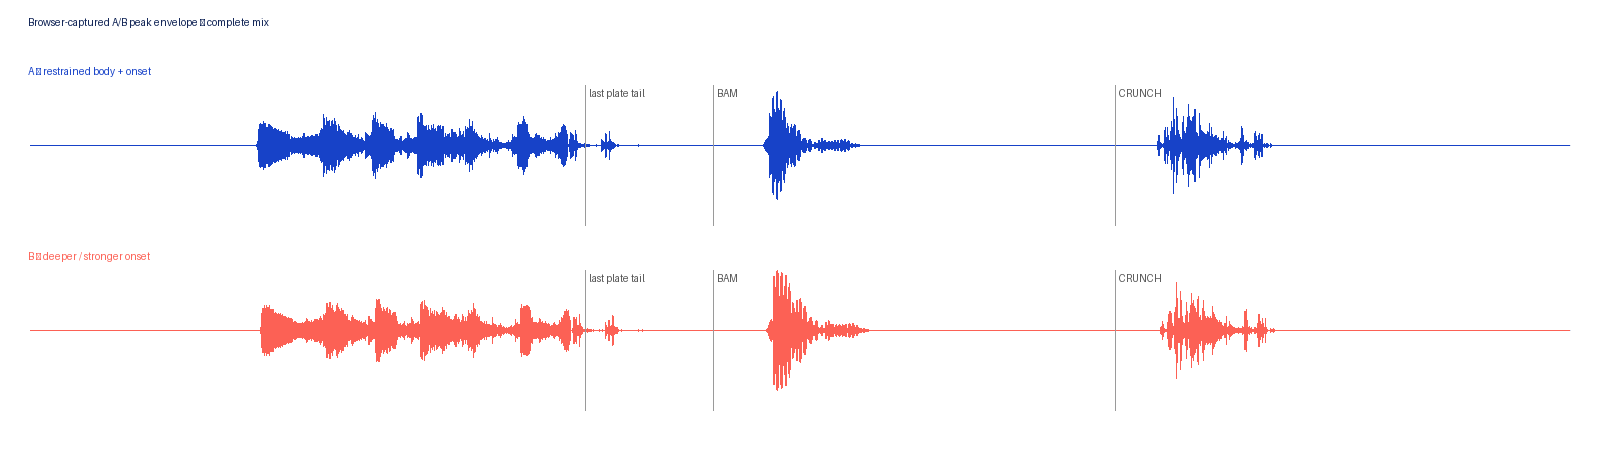 Browser-captured A/B peak envelope □ complete mix
A □ restrained body + onset
last plate tail
BAM
CRUNCH
B □ deeper / stronger onset
last plate tail
BAM
CRUNCH